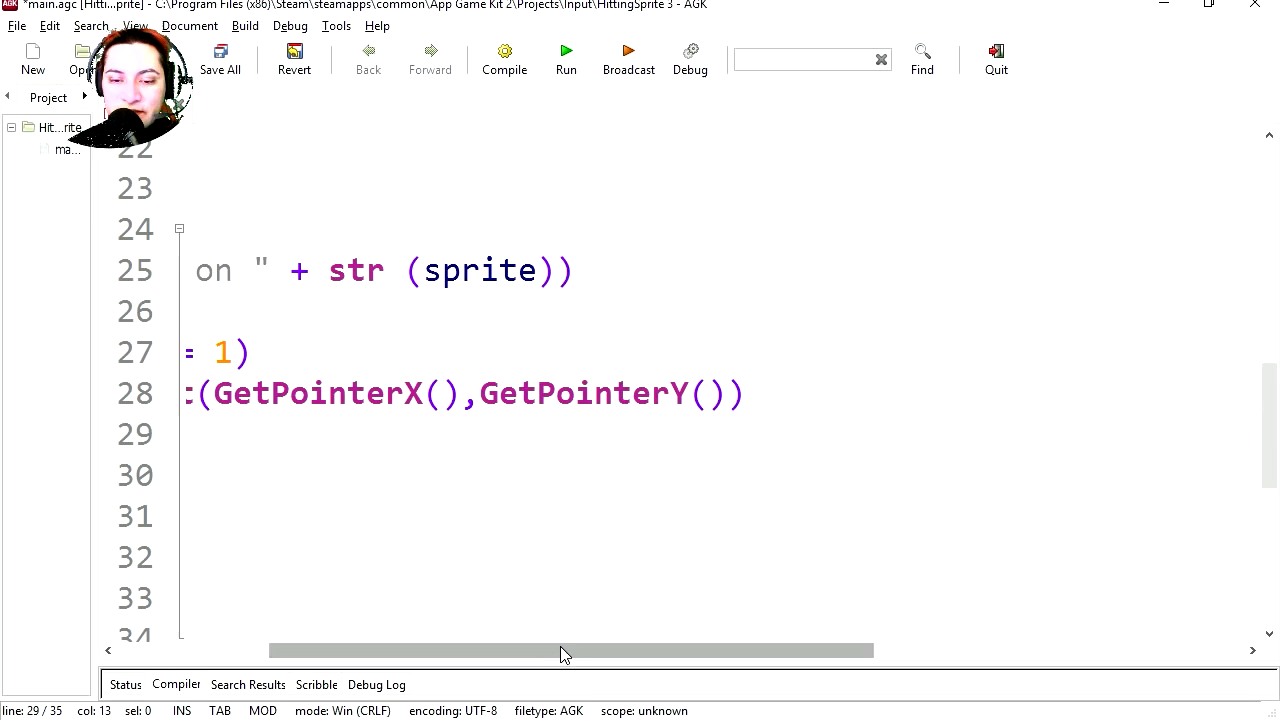 *main.agc [Hitti...prite] - C:\Program Files (x86)\Steam\steamapps\common\App Game Kit 2\Projects\Input\HittingSprite 3 - AGK
File Edit Search View Document Build Debug Tools Help
New Save All Revert Back Forward Compile Run Broadcast Debug Find Quit
Project
Hit...rite
ma...
22
23
24
25 on " + str (sprite))
26
27 = 1)
28 t(GetPointerX(),GetPointerY())
29
30
31
32
33
34
Status Compiler Search Results Scribble Debug Log
line: 29 / 35 col: 13 sel: 0 INS TAB MOD mode: Win (CRLF) encoding: UTF-8 filetype: AGK scope: unknown